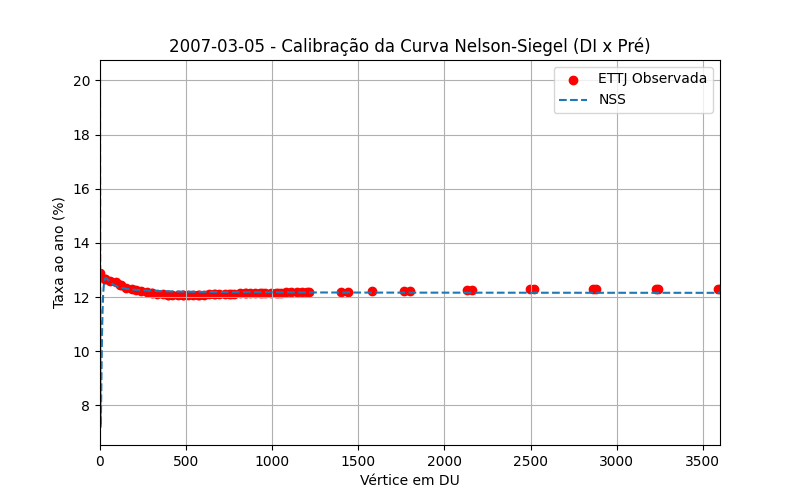 2007-03-05 - Calibração da Curva Nelson-Siegel (DI x Pré)
ETTJ Observada
NSS
Taxa ao ano (%)
20
18
16
14
12
10
8
0 500 1000 1500 2000 2500 3000 3500
Vértice em DU